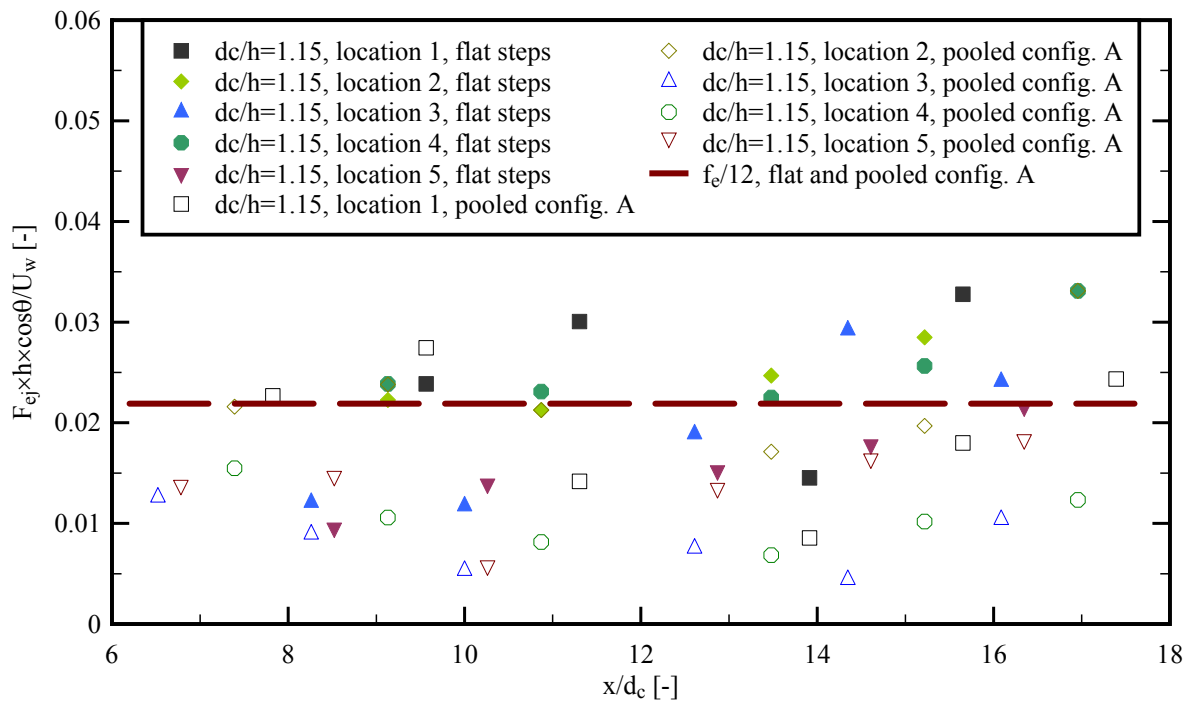 0.06
0.05
0.04
0.03
0.02
0.01
0
F_ej×h×cosθ/U_w [-]
dc/h=1.15, location 1, flat steps
dc/h=1.15, location 2, flat steps
dc/h=1.15, location 3, flat steps
dc/h=1.15, location 4, flat steps
dc/h=1.15, location 5, flat steps
dc/h=1.15, location 1, pooled config. A
dc/h=1.15, location 2, pooled config. A
dc/h=1.15, location 3, pooled config. A
dc/h=1.15, location 4, pooled config. A
dc/h=1.15, location 5, pooled config. A
f_e/12, flat and pooled config. A
6 8 10 12 14 16 18
x/d_c [-]